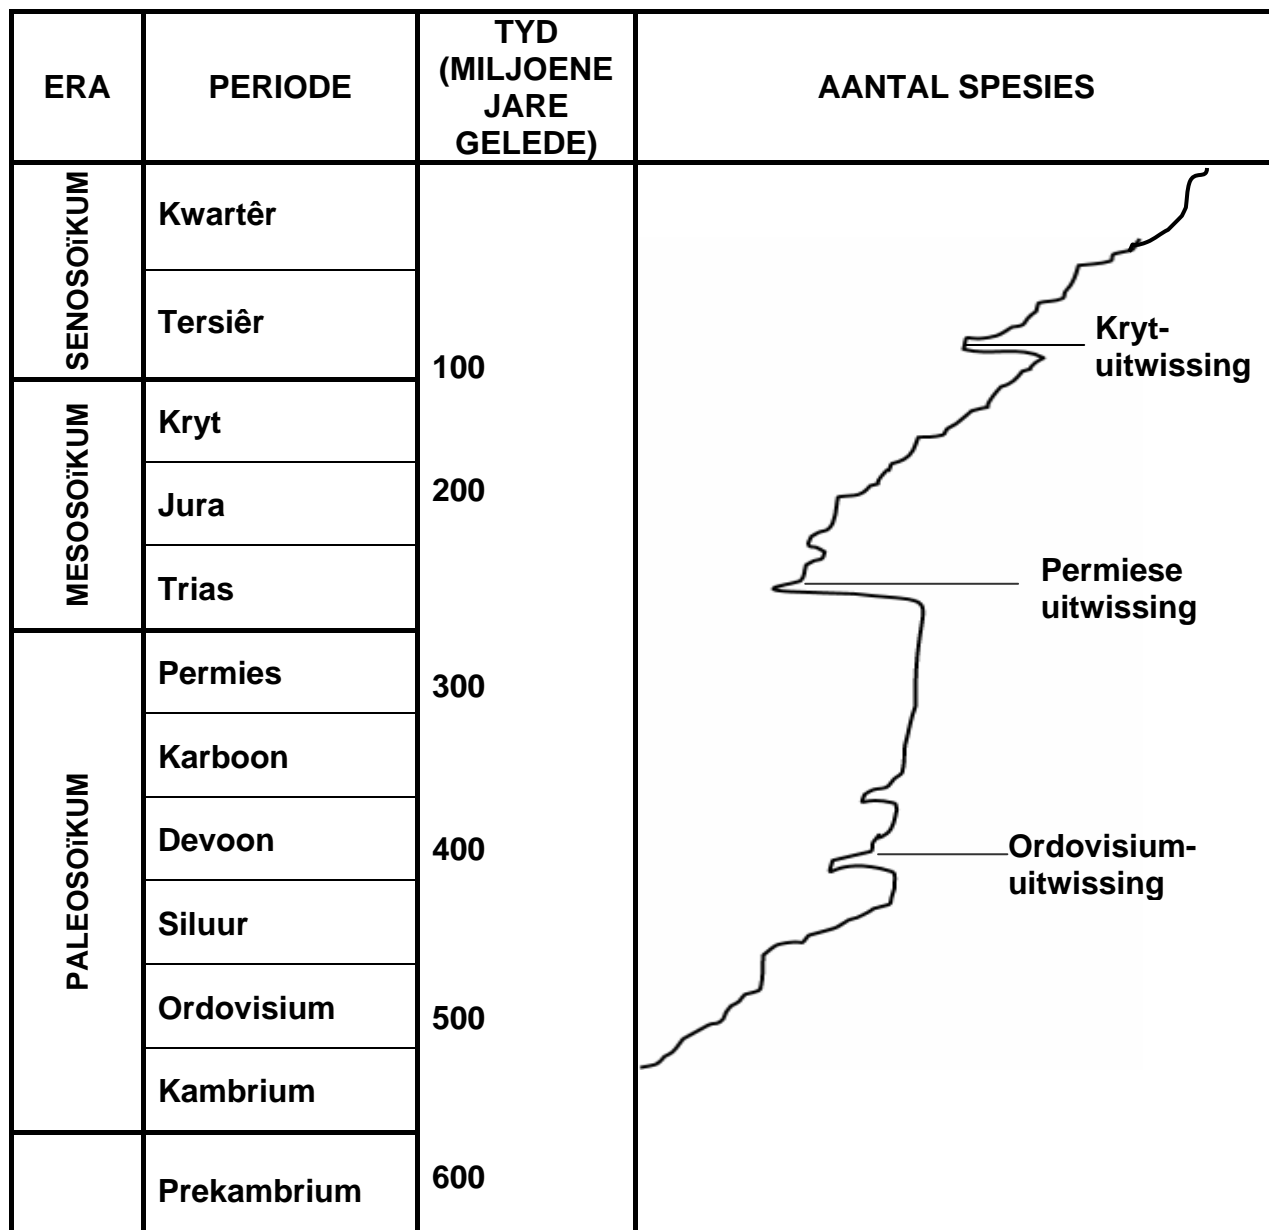 ERA
PERIODE
TYD
(MILJOENE
JARE
GELEDE)
AANTAL SPESIES
SENOSOïKUM
Kwartêr
Tersiêr
100
Kryt-
uitwissing
MESOSOïKUM
Kryt
200
Jura
Trias
Permiese
uitwissing
PALEOSOïKUM
Permies
300
Karboon
Devoon
400
Ordovisium-
uitwissing
Siluur
Ordovisium
500
Kambrium
Prekambrium
600